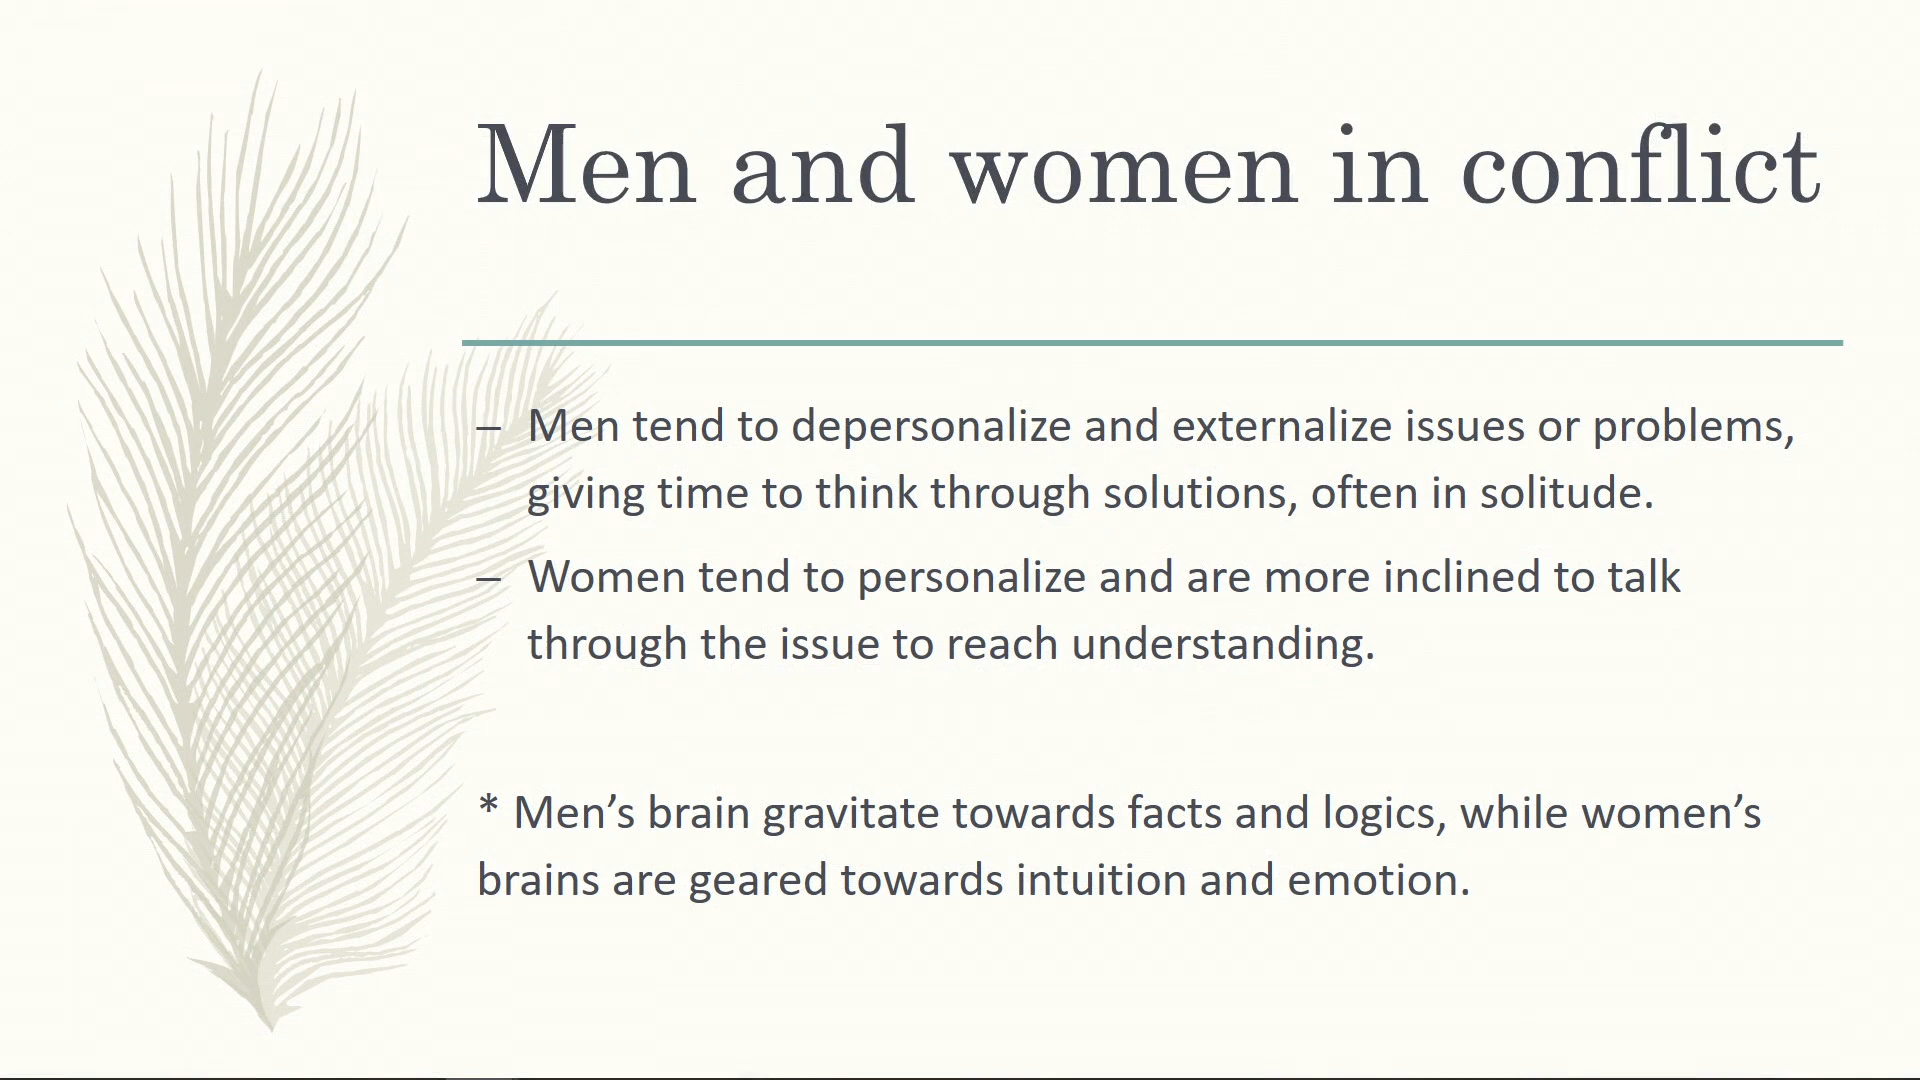 Men and women in conflict
– Men tend to depersonalize and externalize issues or problems,
giving time to think through solutions, often in solitude.
– Women tend to personalize and are more inclined to talk
through the issue to reach understanding.
* Men’s brain gravitate towards facts and logics, while women’s
brains are geared towards intuition and emotion.